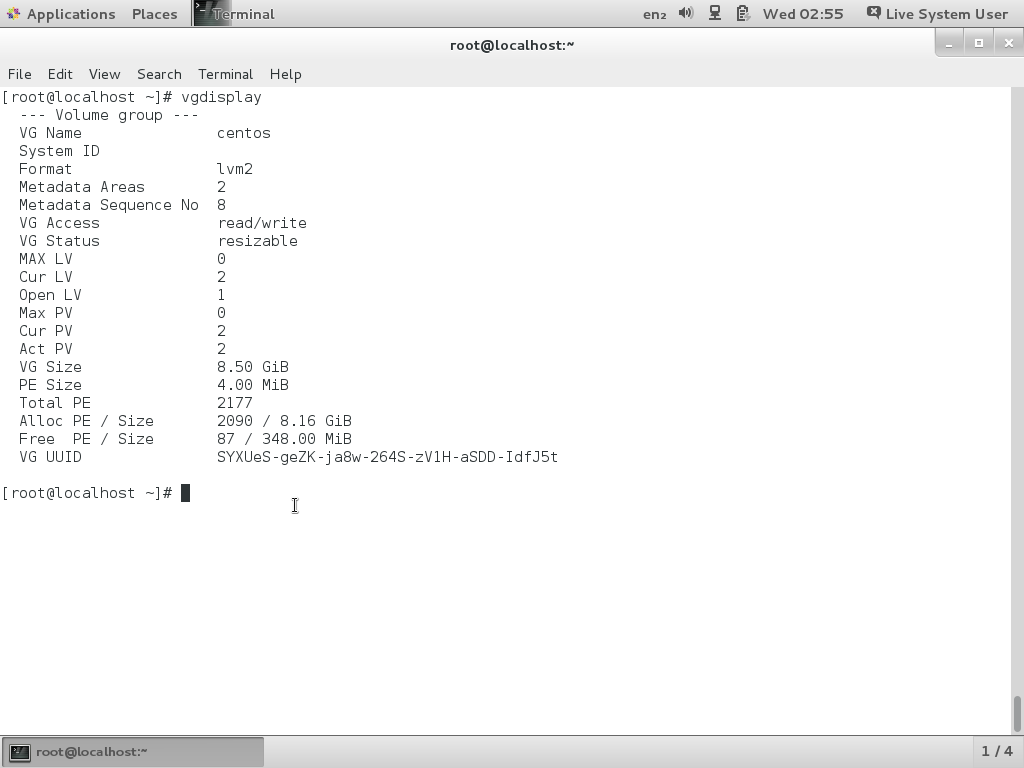 Applications Places Terminal en₂ Wed 02:55 Live System User
root@localhost:~
File Edit View Search Terminal Help
[root@localhost ~]# vgdisplay
  --- Volume group ---
  VG Name               centos
  System ID
  Format                lvm2
  Metadata Areas        2
  Metadata Sequence No  8
  VG Access             read/write
  VG Status             resizable
  MAX LV                0
  Cur LV                2
  Open LV               1
  Max PV                0
  Cur PV                2
  Act PV                2
  VG Size               8.50 GiB
  PE Size               4.00 MiB
  Total PE              2177
  Alloc PE / Size       2090 / 8.16 GiB
  Free  PE / Size       87 / 348.00 MiB
  VG UUID               SYXUeS-geZK-ja8w-264S-zV1H-aSDD-IdfJ5t
[root@localhost ~]#
root@localhost:~ 1 / 4